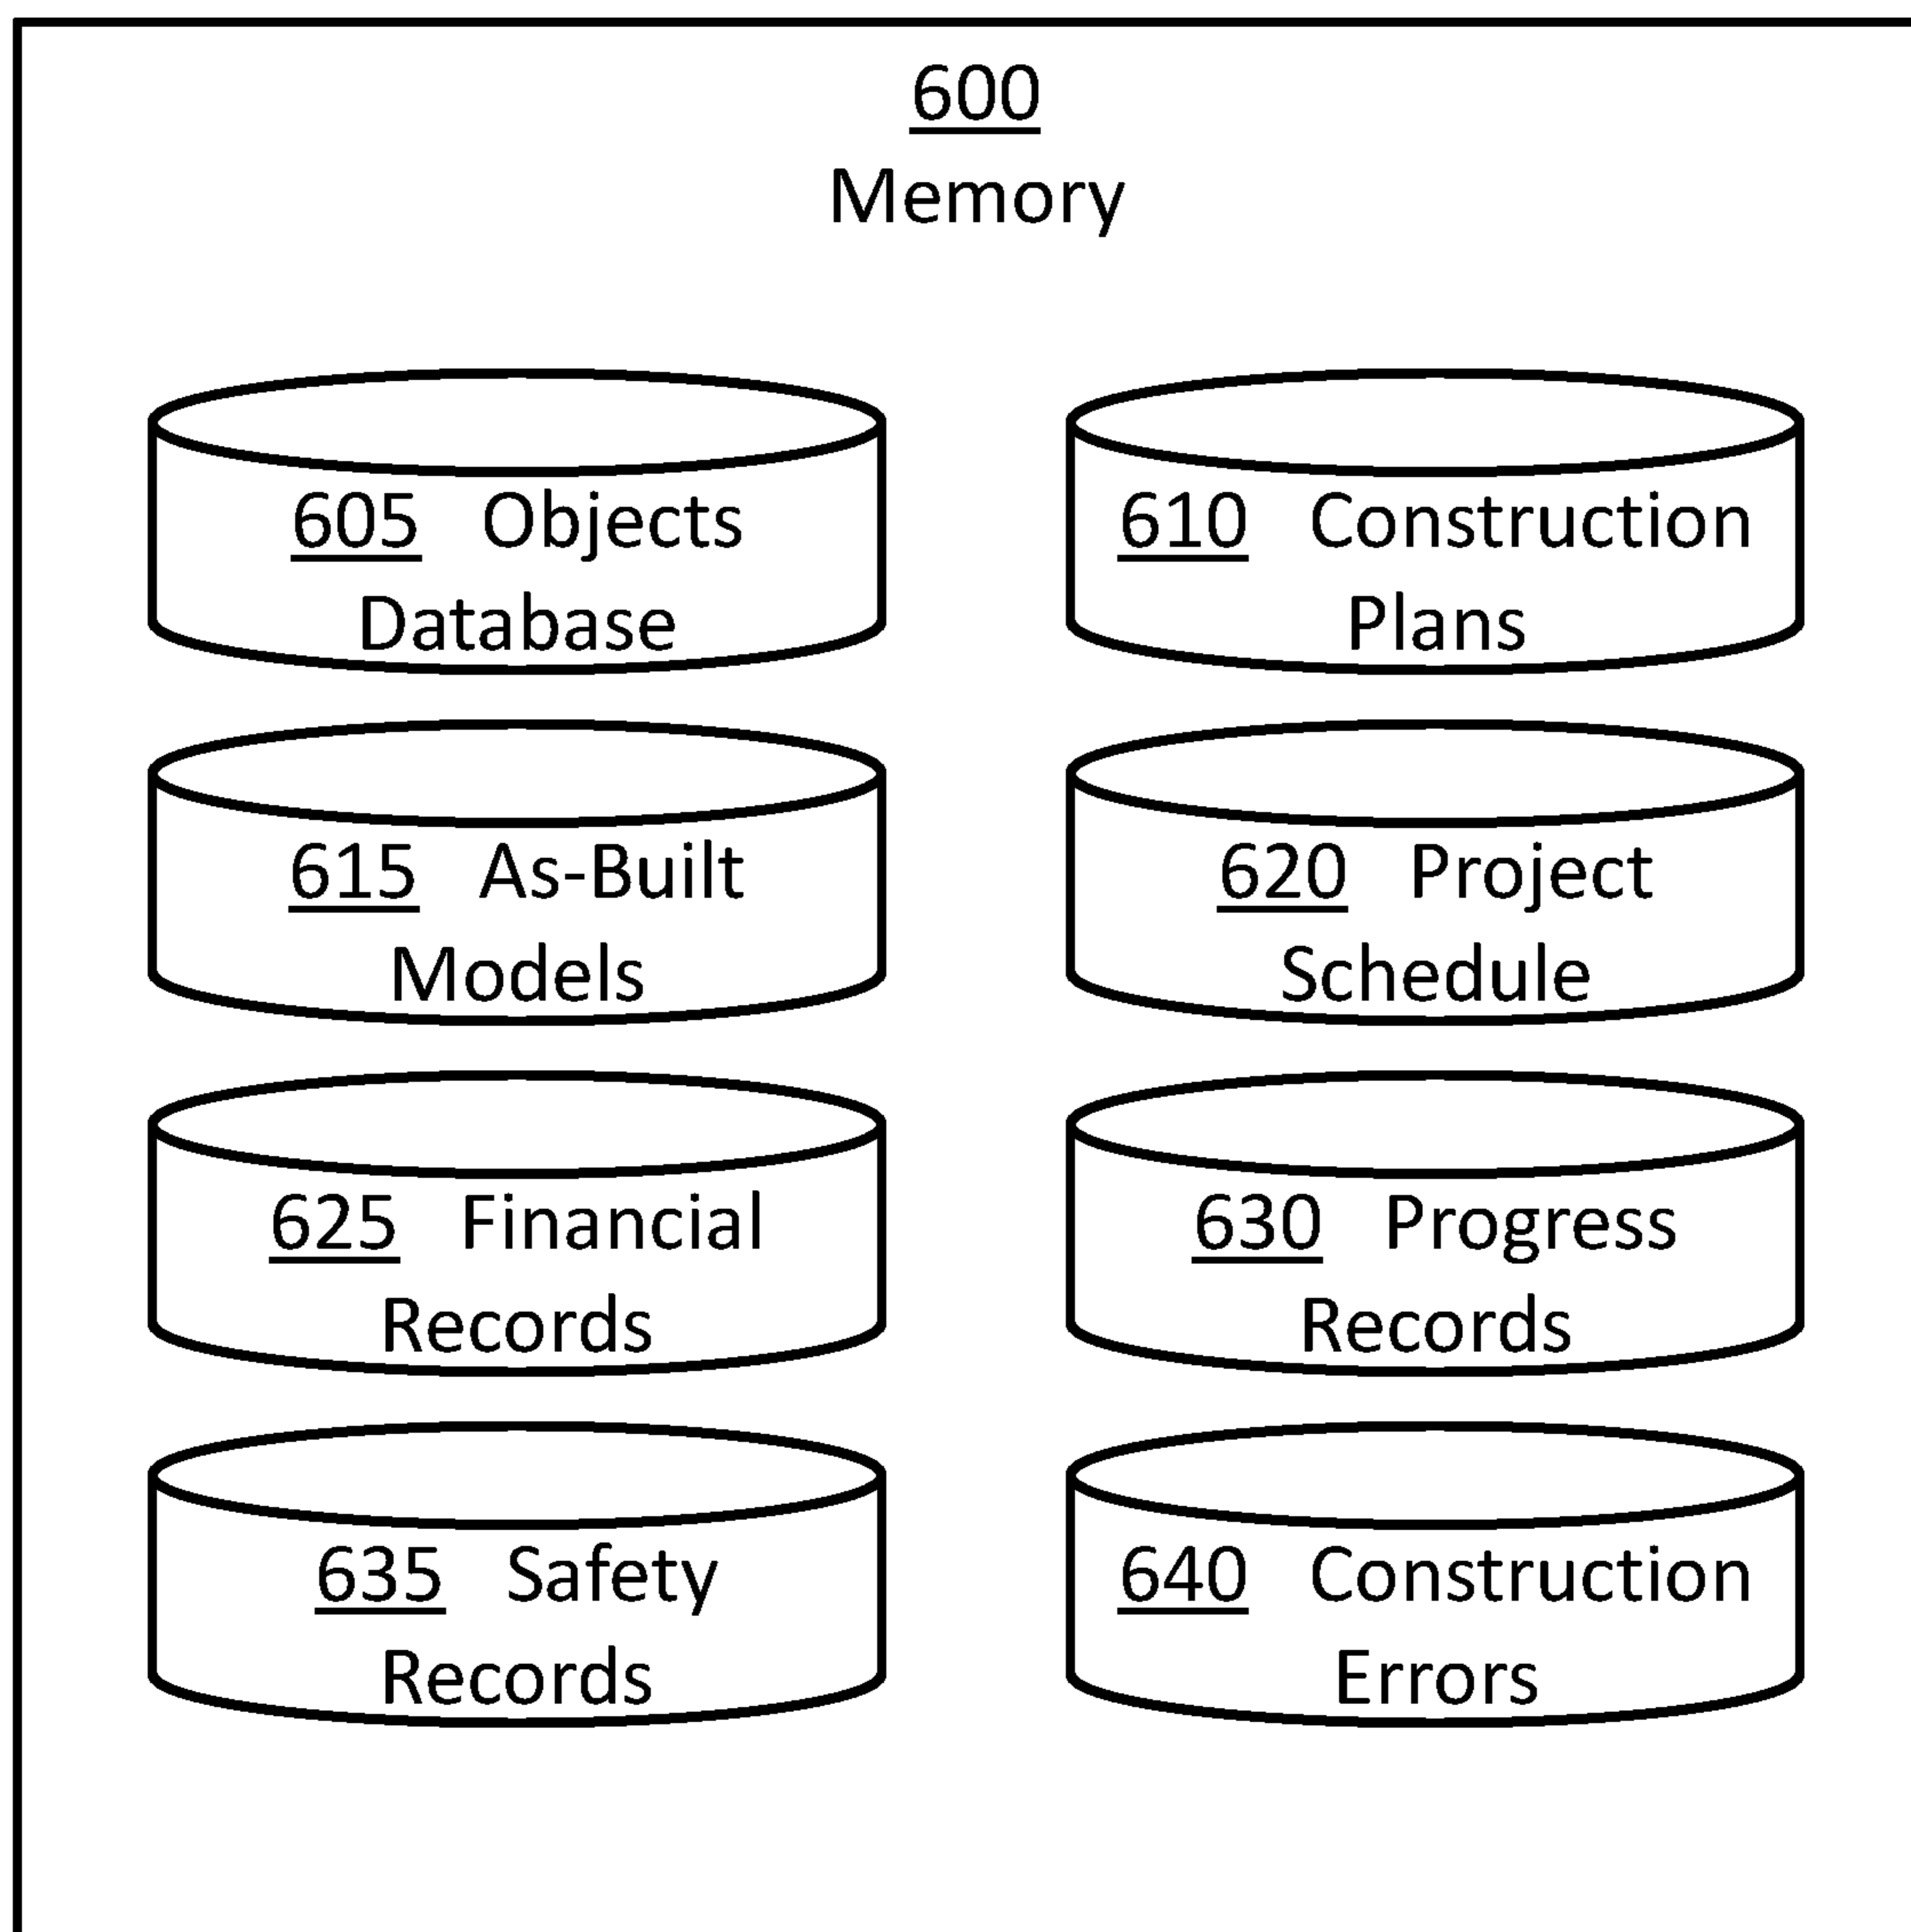 600
Memory
605 Objects
Database
610 Construction
Plans
615 As-Built
Models
620 Project
Schedule
625 Financial
Records
630 Progress
Records
635 Safety
Records
640 Construction
Errors